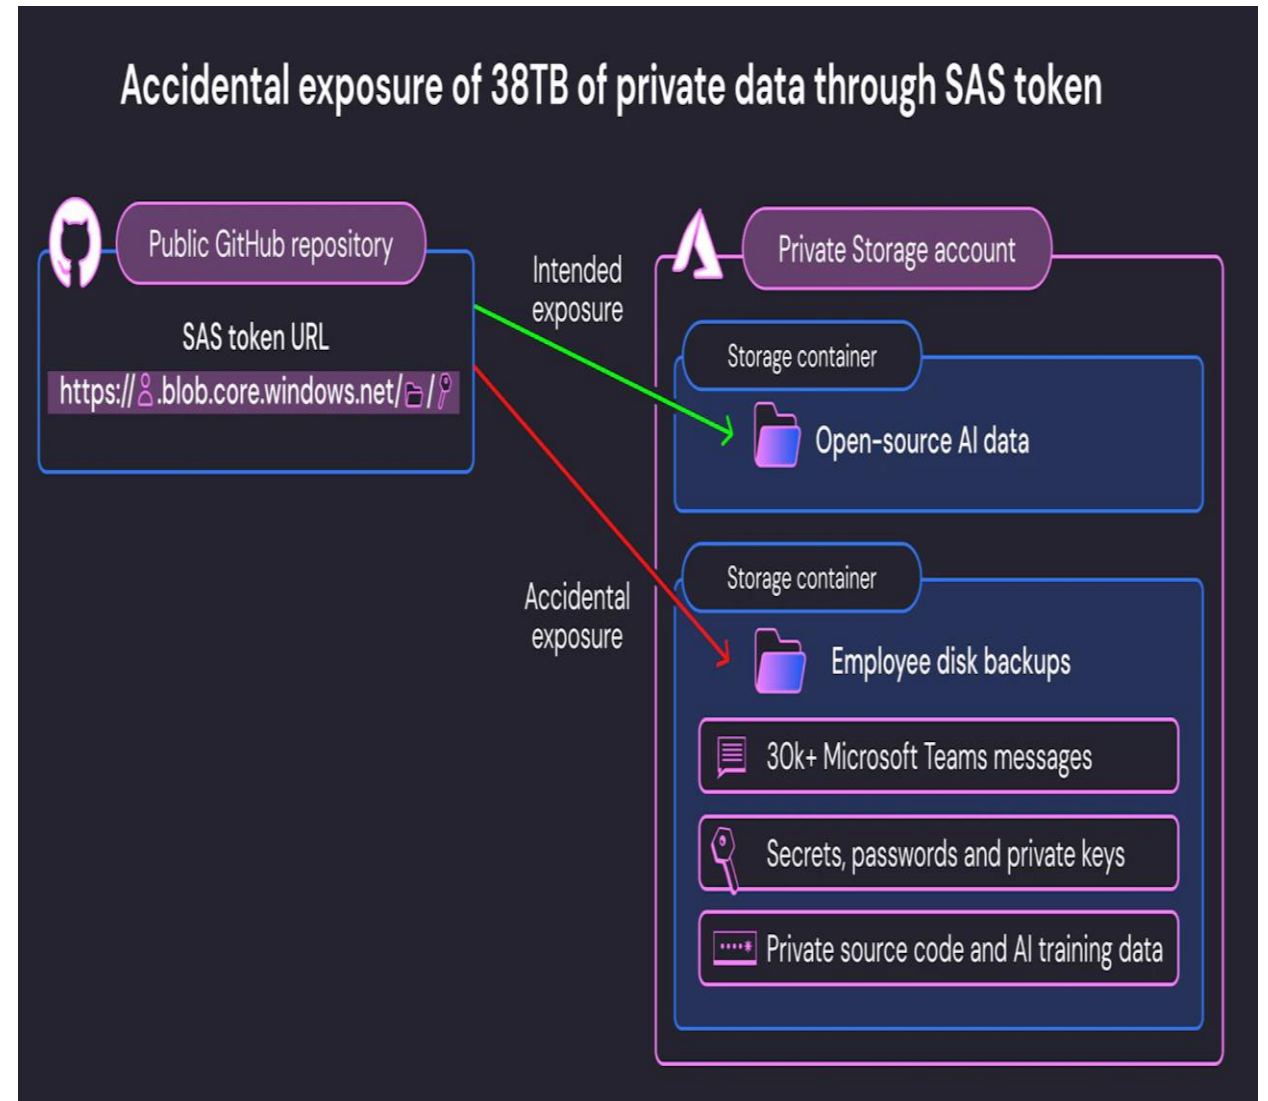 Accidental exposure of 38TB of private data through SAS token
Public GitHub repository
SAS token URL
https://.blob.core.windows.net//
Intended
exposure
Accidental
exposure
Private Storage account
Storage container
Open-source AI data
Storage container
Employee disk backups
30k+ Microsoft Teams messages
Secrets, passwords and private keys
Private source code and AI training data